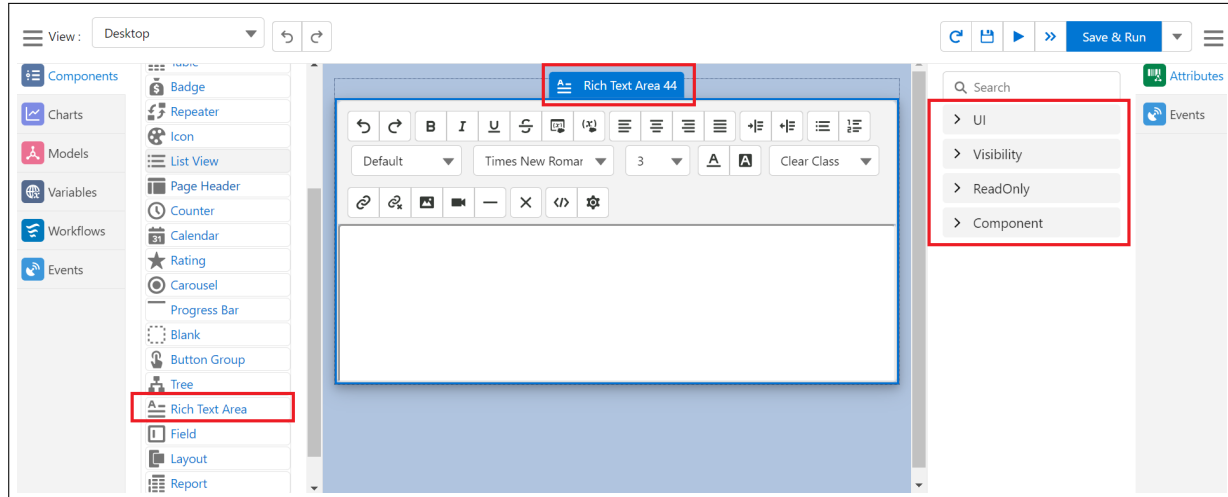 View :
Desktop
Save & Run
Components
Charts
Models
Variables
Workflows
Events
Table
Badge
Repeater
Icon
List View
Page Header
Counter
Calendar
Rating
Carousel
Progress Bar
Blank
Button Group
Tree
Rich Text Area
Field
Layout
Report
Rich Text Area 44
Default
Times New Romar
3
Clear Class
Search
UI
Visibility
ReadOnly
Component
Attributes
Events